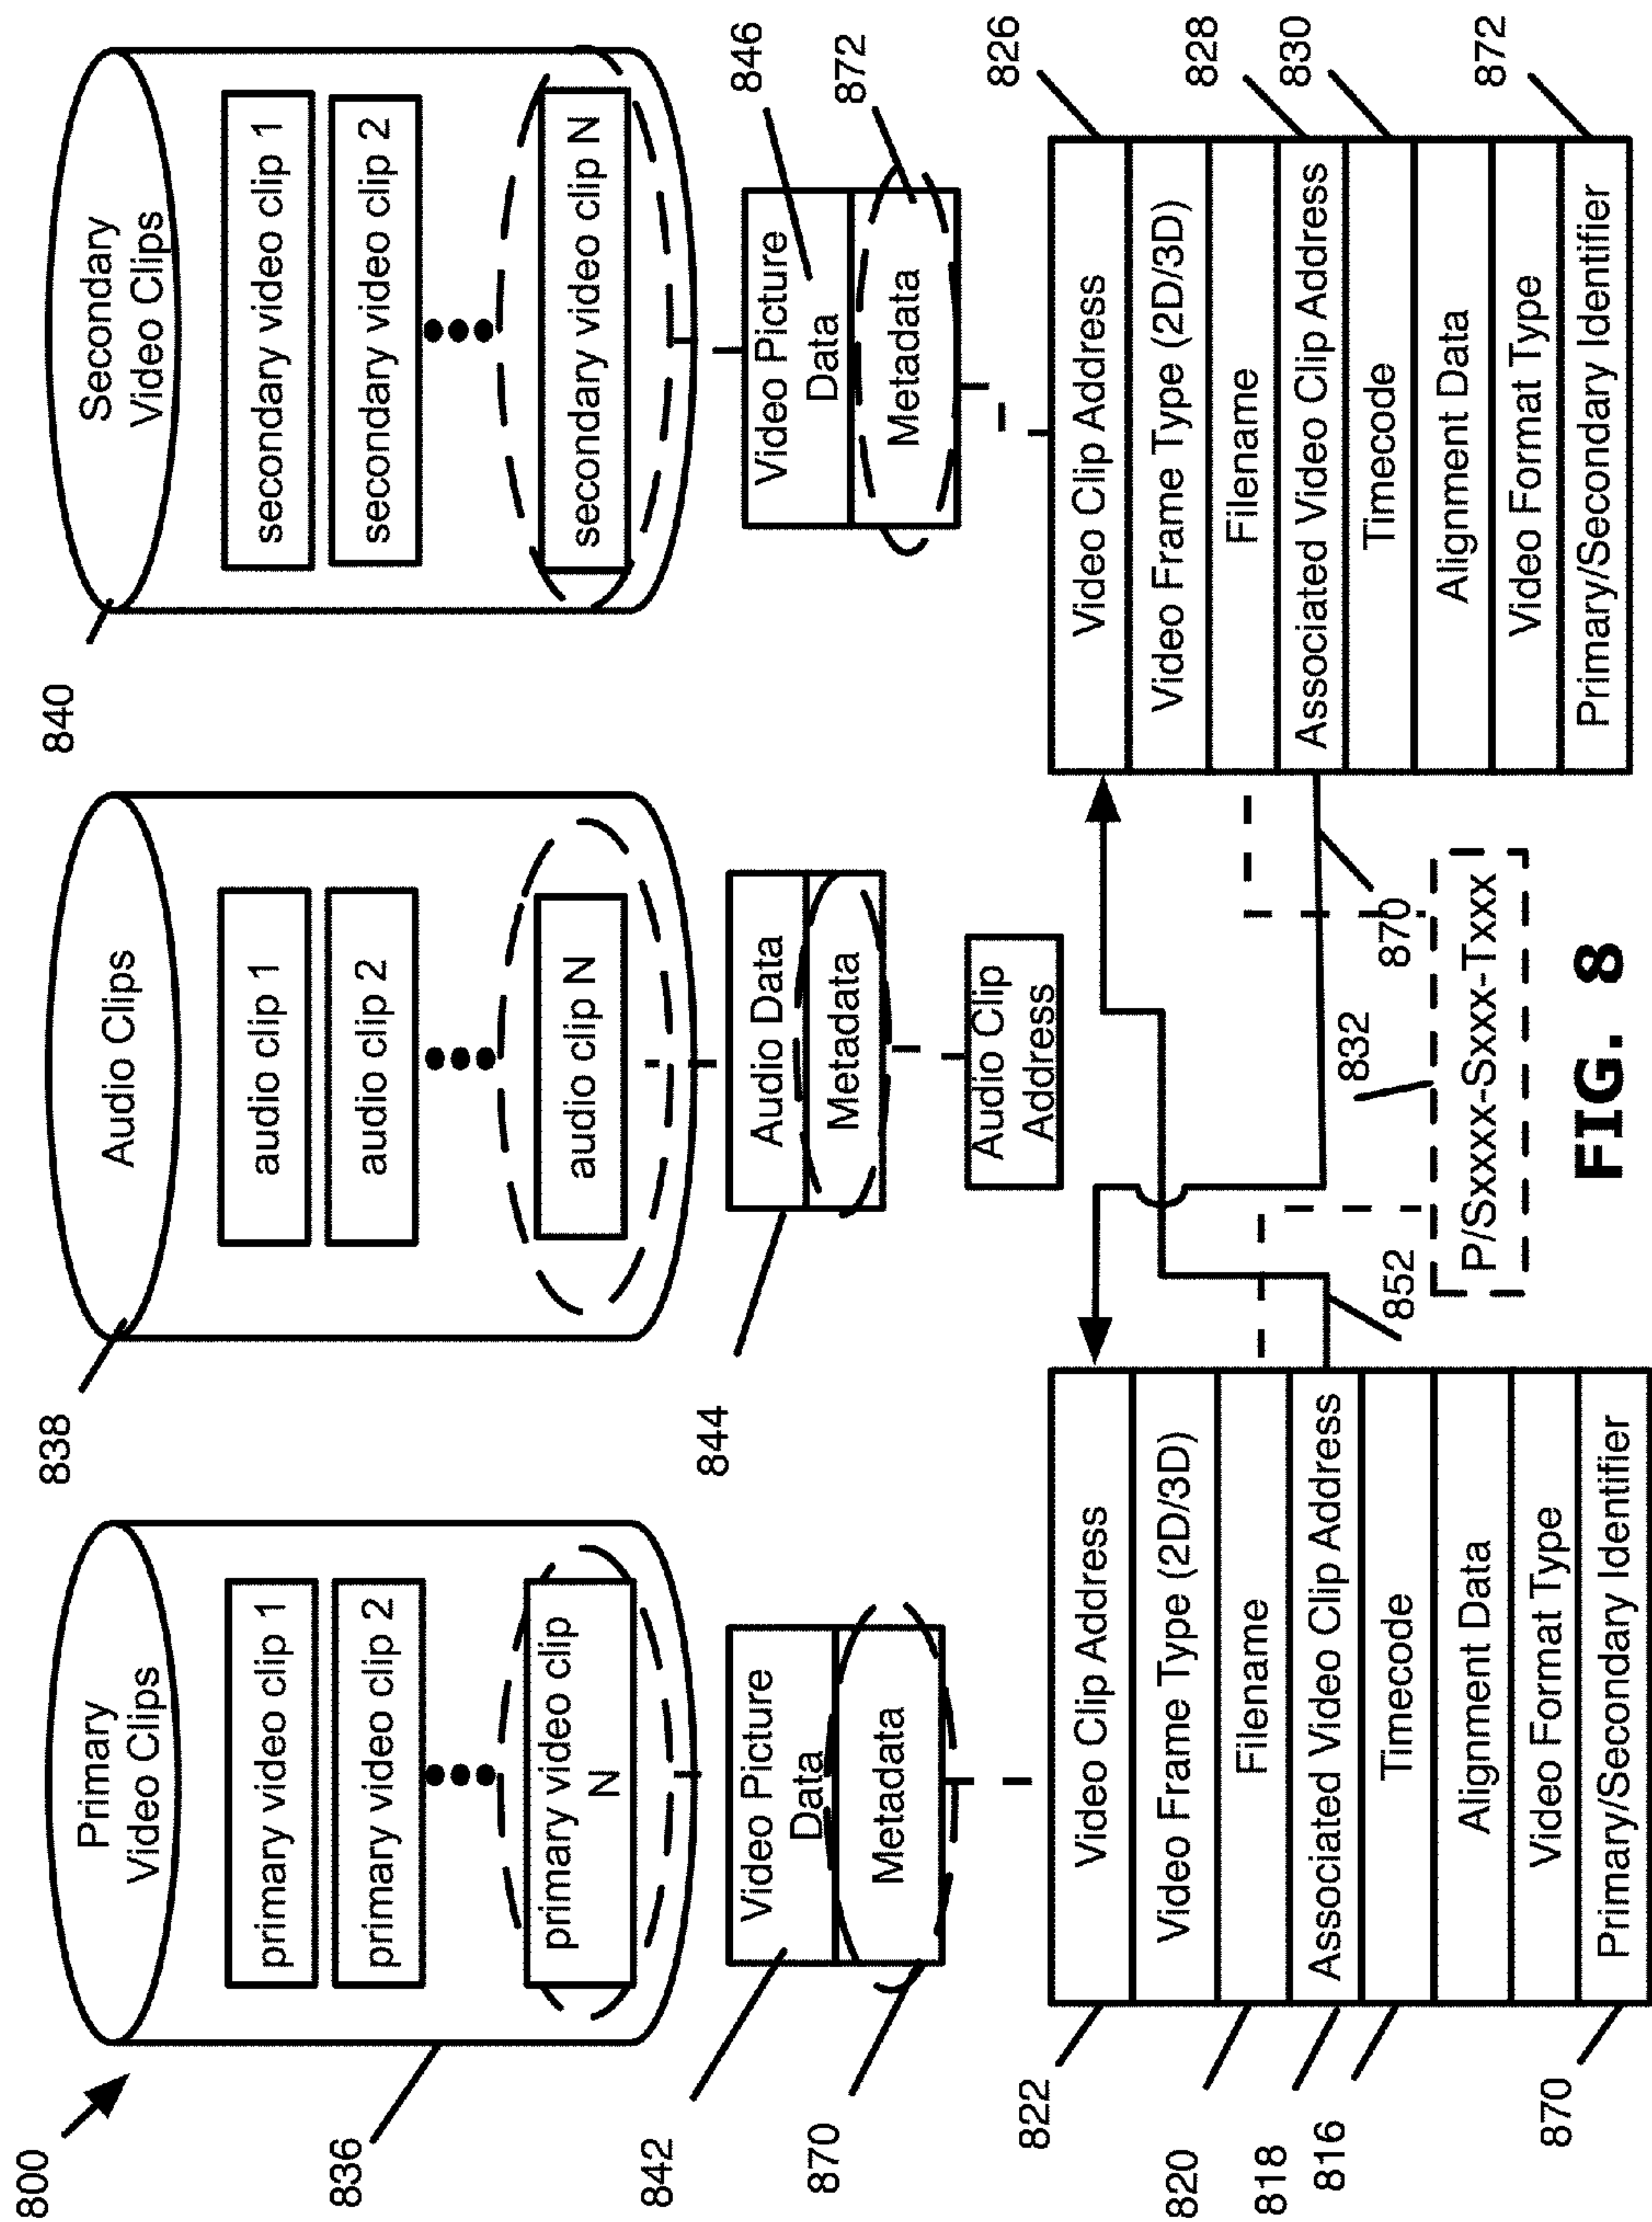 800
Primary
Video Clips
primary video clip 1
primary video clip 2
primary video clip
N
836
Video Picture
Data
Metadata
842
870
Video Clip Address
Video Frame Type (2D/3D)
Filename
Associated Video Clip Address
Timecode
Alignment Data
Video Format Type
Primary/Secondary Identifier
822
820
818
816
870
838
Audio Clips
audio clip 1
audio clip 2
audio clip N
844
Audio Data
Metadata
Audio Clip
Address
840
Secondary
Video Clips
secondary video clip 1
secondary video clip 2
secondary video clip N
846
Video Picture
Data
Metadata
872
Video Clip Address
Video Frame Type (2D/3D)
Filename
Associated Video Clip Address
Timecode
Alignment Data
Video Format Type
Primary/Secondary Identifier
826
828
830
872
852
832
870
P/Sxxxx-Sxxx-Txxx
FIG. 8